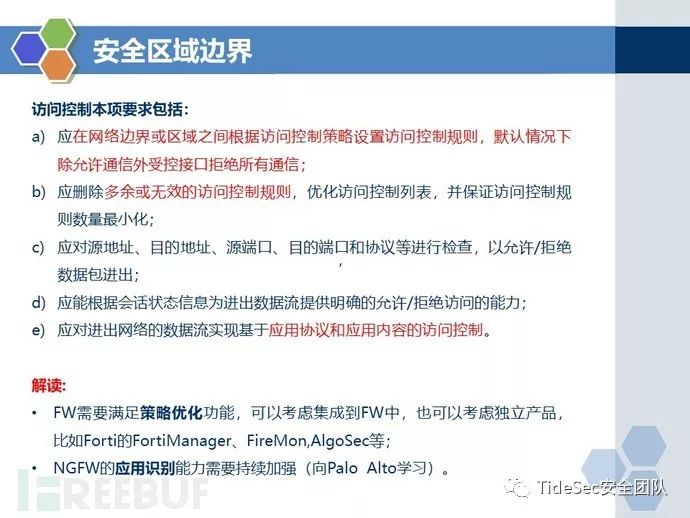 安全区域边界
访问控制本项要求包括：
a) 应在网络边界或区域之间根据访问控制策略设置访问控制规则，默认情况下
除允许通信外受控接口拒绝所有通信；
b) 应删除多余或无效的访问控制规则，优化访问控制列表，并保证访问控制规
则数量最小化；
c) 应对源地址、目的地址、源端口、目的端口和协议等进行检查，以允许/拒绝
数据包进出；
d) 应能根据会话状态信息为进出数据流提供明确的允许/拒绝访问的能力；
e) 应对进出网络的数据流实现基于应用协议和应用内容的访问控制。
解读:
• FW需要满足策略优化功能，可以考虑集成到FW中，也可以考虑独立产品，
比如Forti的FortiManager、FireMon,AlgoSec等;
• NGFW的应用识别能力需要持续加强（向Palo Alto学习）。
FREEBUF
TideSec安全团队